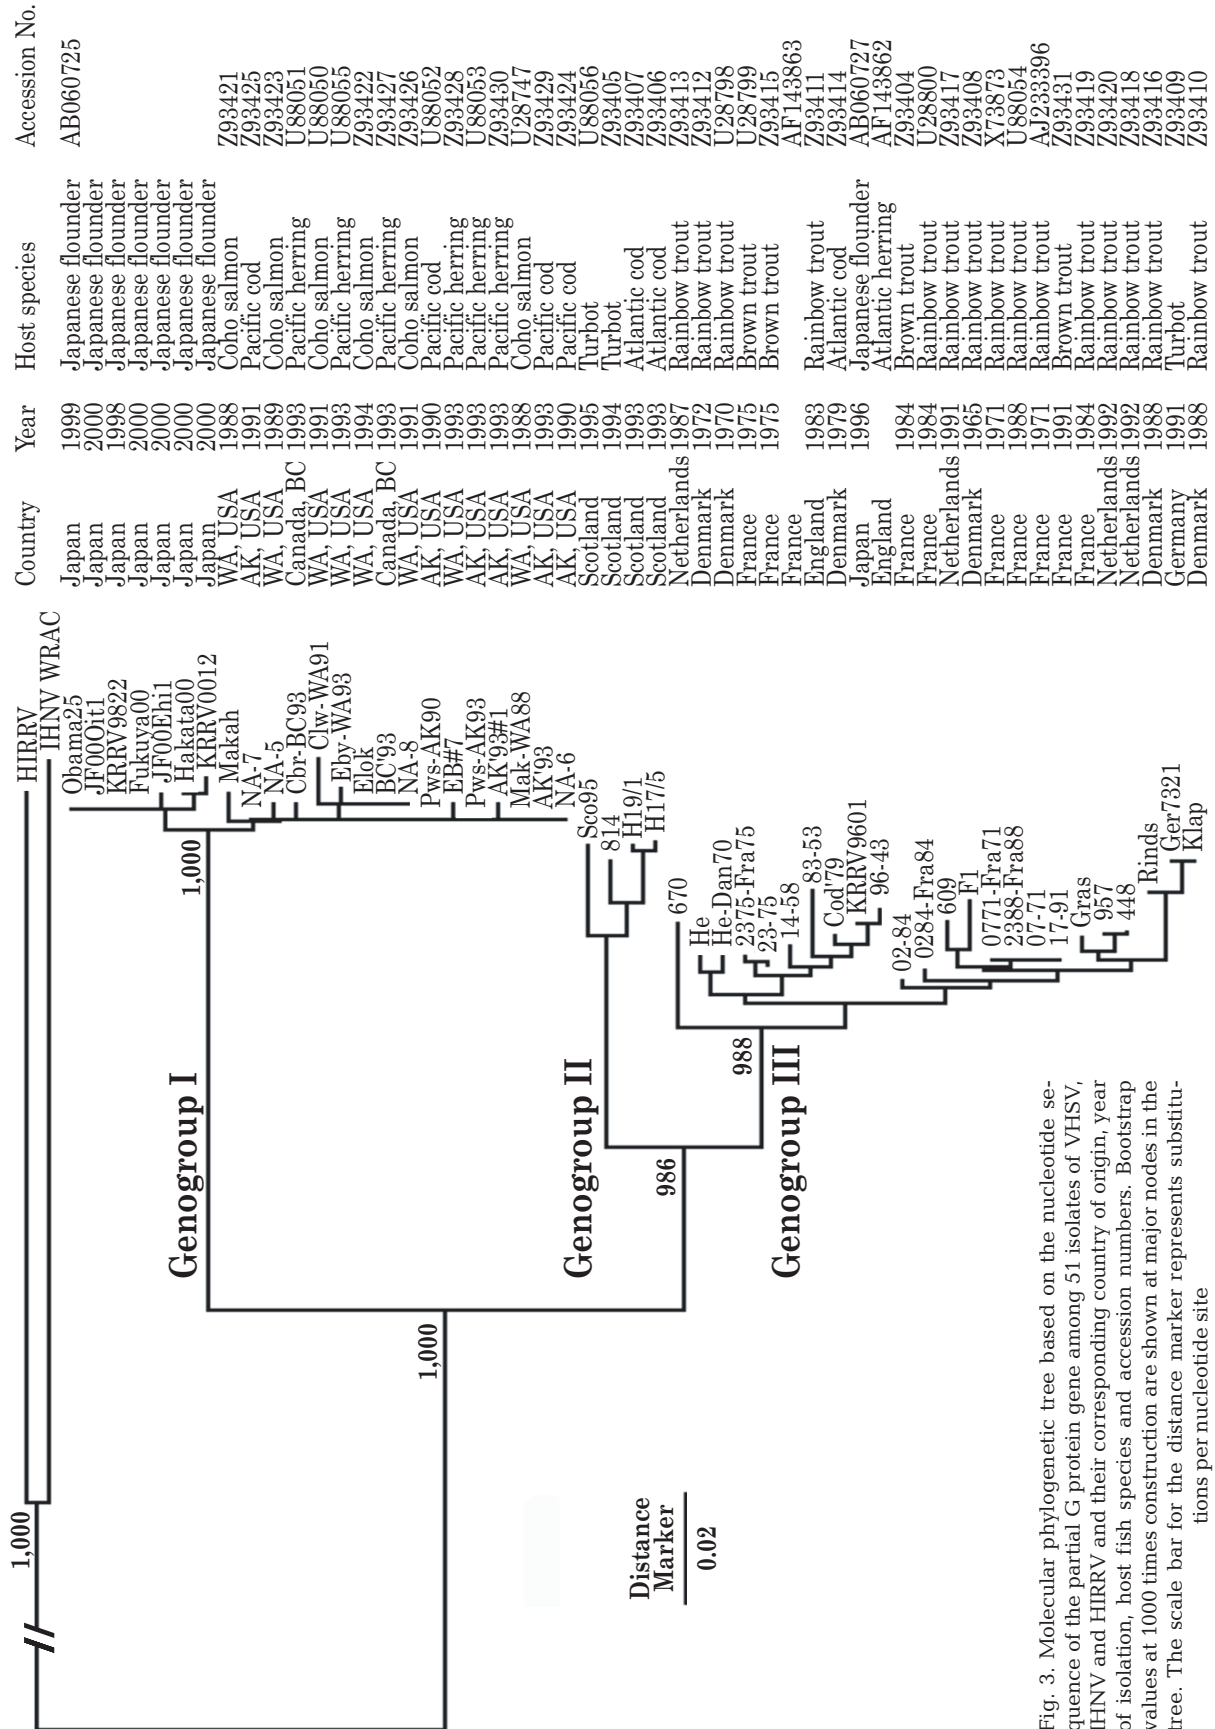 Country Year Host species Accession No.
1,000
HIRRV
IHNV WRAC
Obama25 Japan 1999 Japanese flounder AB060725
JF00Oit1 Japan 2000 Japanese flounder
KRRV9822 Japan 1998 Japanese flounder
Fukuya00 Japan 2000 Japanese flounder
JF00Ehi1 Japan 2000 Japanese flounder
Hakata00 Japan 2000 Japanese flounder
KRRV0012 Japan 2000 Japanese flounder
1,000
Genogroup I
Makah WA, USA 1988 Coho salmon Z93421
NA-7 AK, USA 1991 Pacific cod Z93425
NA-5 WA, USA 1989 Coho salmon Z93423
Cbr-BC93 Canada, BC 1993 Pacific herring U88051
Clw-WA91 WA, USA 1991 Coho salmon U88050
Eby-WA93 WA, USA 1993 Pacific herring U88055
Elok WA, USA 1994 Coho salmon Z93422
BC'93 Canada, BC 1993 Pacific herring Z93427
NA-8 WA, USA 1991 Coho salmon Z93426
1,000
Pws-AK90 AK, USA 1990 Pacific cod U88052
EB#7 WA, USA 1993 Pacific herring Z93428
Pws-AK93 AK, USA 1993 Pacific herring U88053
AK'93#1 AK, USA 1993 Pacific herring Z93430
Mak-WA88 WA, USA 1988 Coho salmon U28747
AK'93 AK, USA 1993 Pacific cod Z93429
NA-6 AK, USA 1990 Pacific cod Z93424
Genogroup II
Sco95 Scotland 1995 Turbot U88056
814 Scotland 1994 Turbot Z93405
H19/1 Scotland 1993 Atlantic cod Z93407
H17/5 Scotland 1993 Atlantic cod Z93406
986
670 Netherlands 1987 Rainbow trout Z93413
He Denmark 1972 Rainbow trout Z93412
He-Dan70 Denmark 1970 Rainbow trout U28798
988
2375-Fra75 France 1975 Brown trout U28799
23-75 France 1975 Brown trout Z93415
Genogroup III
14-58 France AF143863
83-53 England 1983 Rainbow trout Z93411
Cod'79 Denmark 1979 Atlantic cod Z93414
KRRV9601 Japan 1996 Japanese flounder AB060727
96-43 England Atlantic herring AF143862
02-84 France 1984 Brown trout Z93404
0284-Fra84 France 1984 Rainbow trout U28800
609 Netherlands 1991 Rainbow trout Z93417
F1 Denmark 1965 Rainbow trout Z93408
0771-Fra71 France 1971 Rainbow trout X73873
2388-Fra88 France 1988 Rainbow trout U88054
07-71 France 1971 Rainbow trout AJ233396
17-91 France 1991 Brown trout Z93431
Gras France 1984 Rainbow trout Z93419
957 Netherlands 1992 Rainbow trout Z93420
448 Netherlands 1992 Rainbow trout Z93418
Rinds Denmark 1988 Rainbow trout Z93416
Ger7321 Germany 1991 Turbot Z93409
Klap Denmark 1988 Rainbow trout Z93410
Distance
Marker
0.02
Fig. 3. Molecular phylogenetic tree based on the nucleotide se-
quence of the partial G protein gene among 51 isolates of VHSV,
IHNV and HIRRV and their corresponding country of origin, year
of isolation, host fish species and accession numbers. Bootstrap
values at 1000 times construction are shown at major nodes in the
tree. The scale bar for the distance marker represents substitu-
tions per nucleotide site